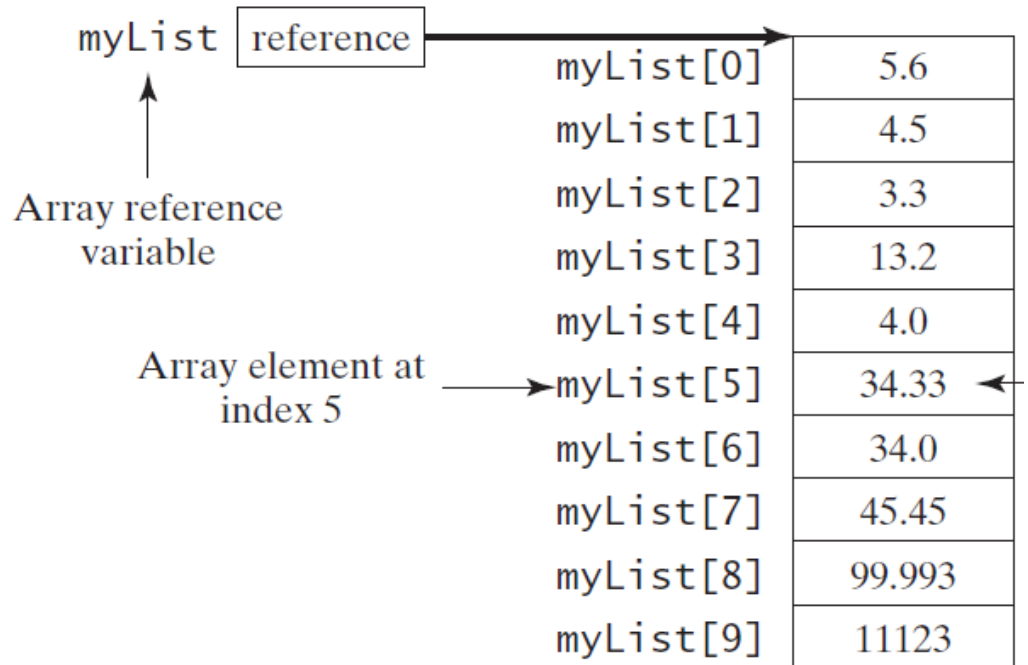 myList reference
myList[0] 5.6
myList[1] 4.5
myList[2] 3.3
Array reference
variable
myList[3] 13.2
myList[4] 4.0
Array element at
index 5
myList[5] 34.33
myList[6] 34.0
myList[7] 45.45
myList[8] 99.993
myList[9] 11123